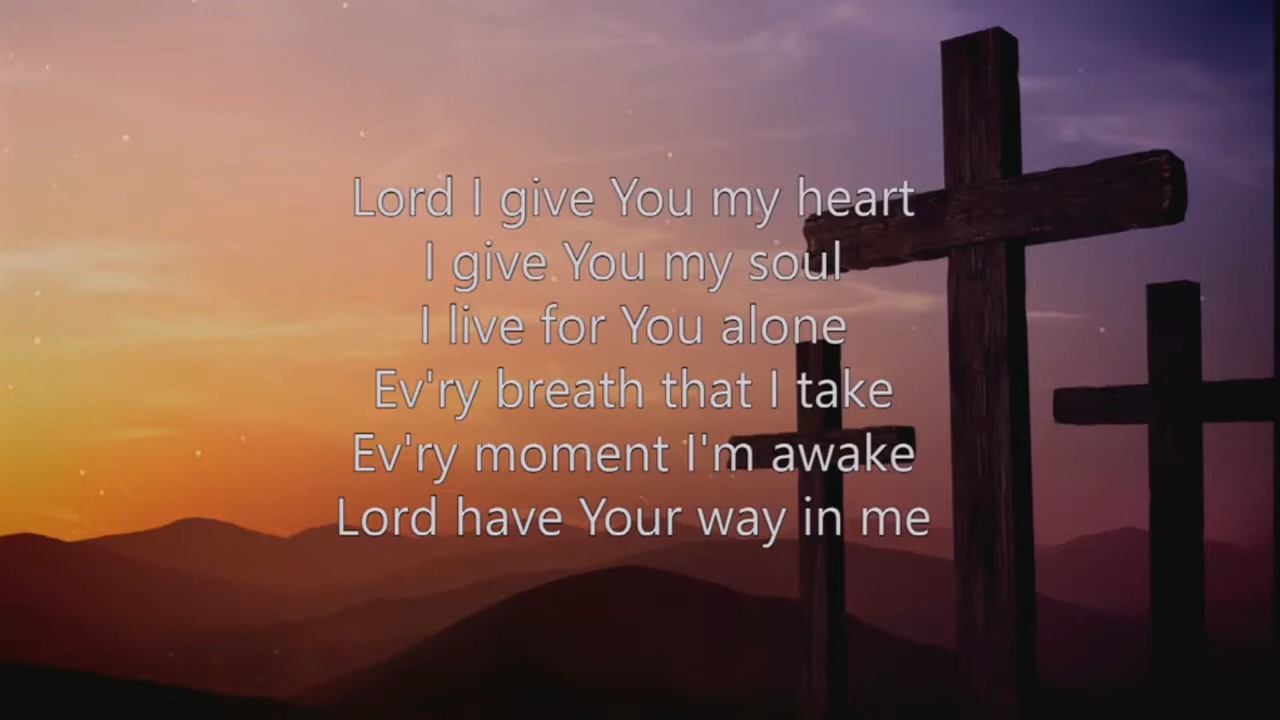 Lord I give You my heart
I give You my soul
I live for You alone
Ev'ry breath that I take
Ev'ry moment I'm awake
Lord have Your way in me